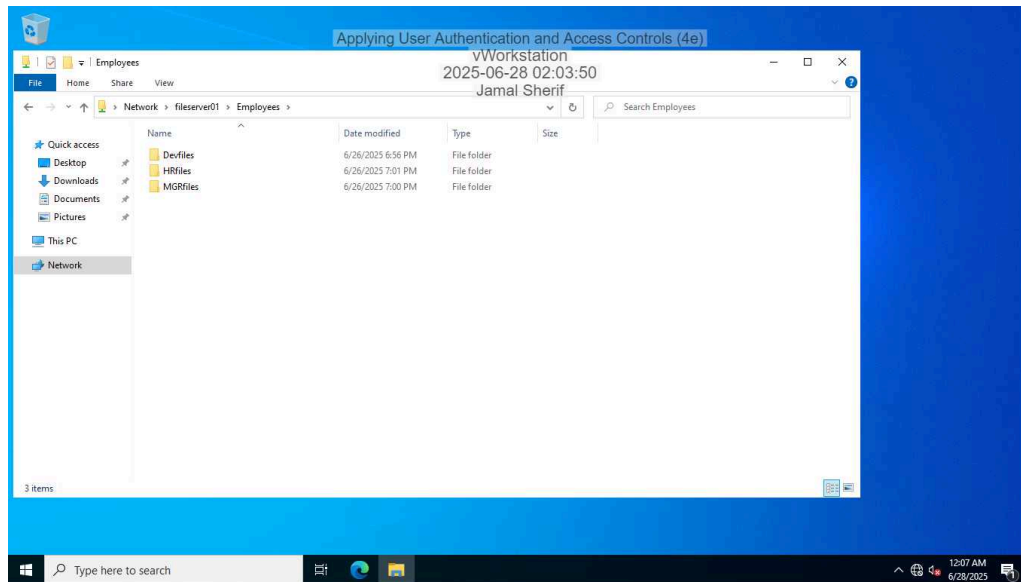 Applying User Authentication and Access Controls (4e)
vWorkstation
2025-06-28 02:03:50
Jamal Sherif
Employees
File Home Share View
Network › fileserver01 › Employees ›
Search Employees
Name Date modified Type Size
Quick access
Desktop
Downloads
Documents
Pictures
This PC
Network
Devfiles 6/26/2025 6:56 PM File folder
HRfiles 6/26/2025 7:01 PM File folder
MGRfiles 6/26/2025 7:00 PM File folder
3 items
Type here to search
12:07 AM
6/28/2025
1